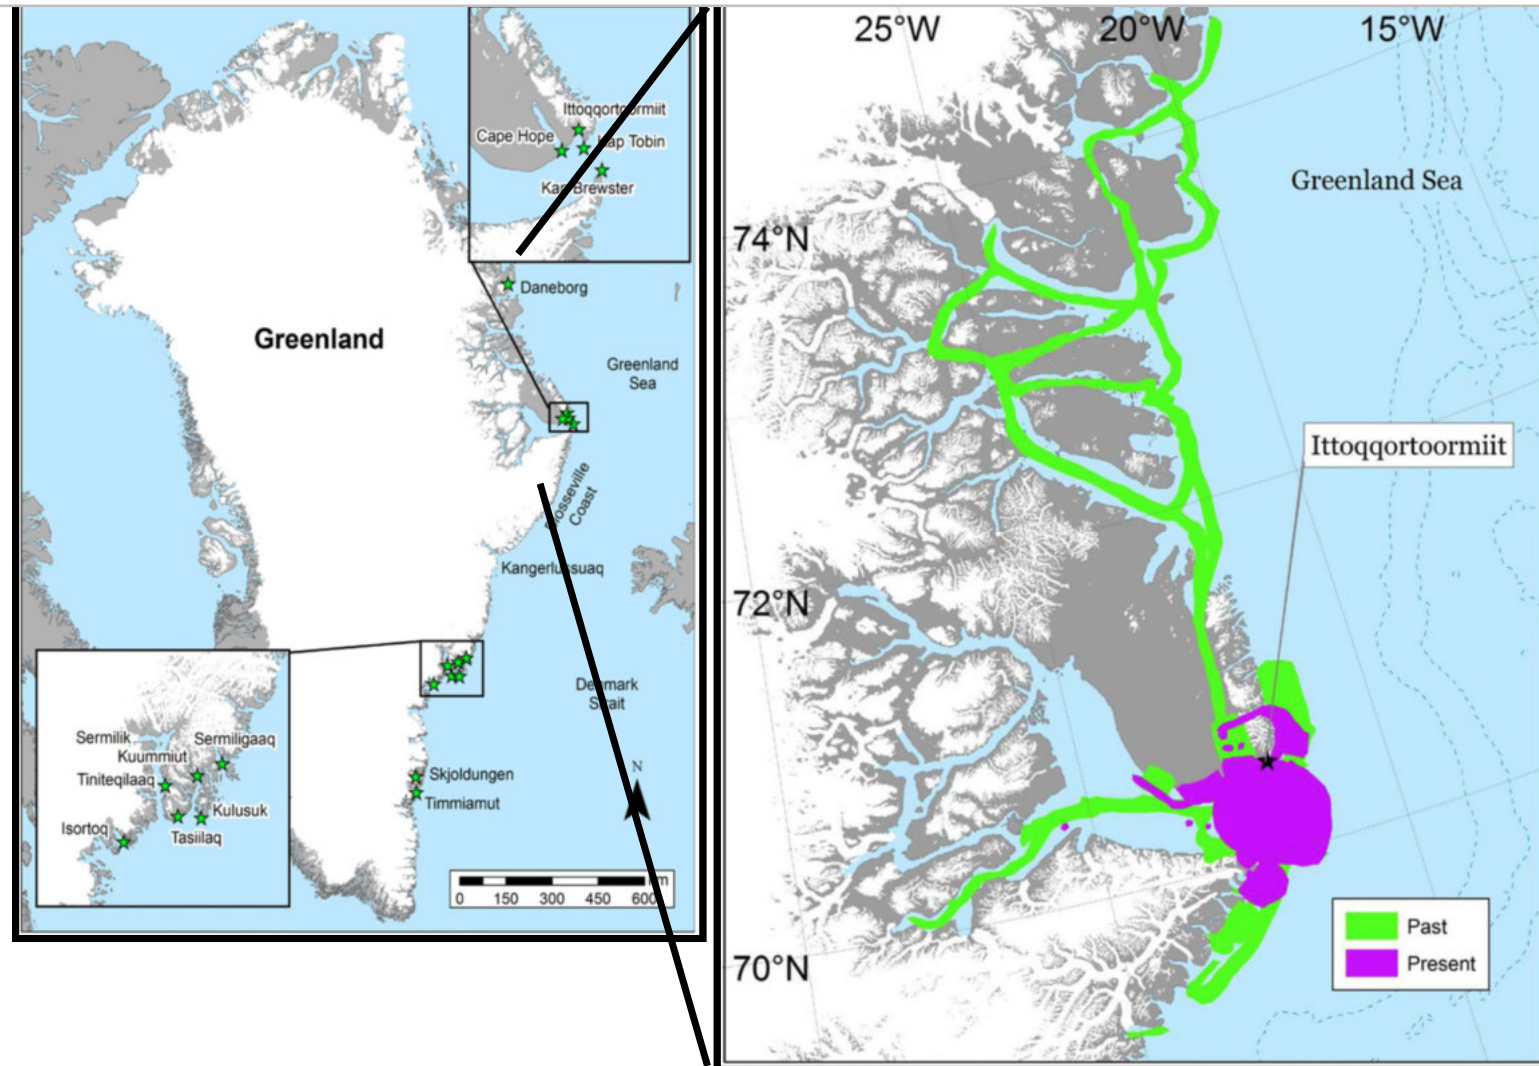 Ittoqqortoormiit
Cape Hope
Kap Tobin
Kap Brewster
Daneborg
Greenland
Greenland
Sea
Blosseville
Coast
Kangerlussuaq
Denmark
Strait
Sermilik
Sermiligaaq
Kuummiut
Tiniteqilaaq
Kulusuk
Isortoq
Tasiilaq
Skjoldungen
Timmiamut
N
km
0 150 300 450 600
25°W 20°W 15°W
Greenland Sea
74°N
Ittoqqortoormiit
72°N
70°N
Past
Present